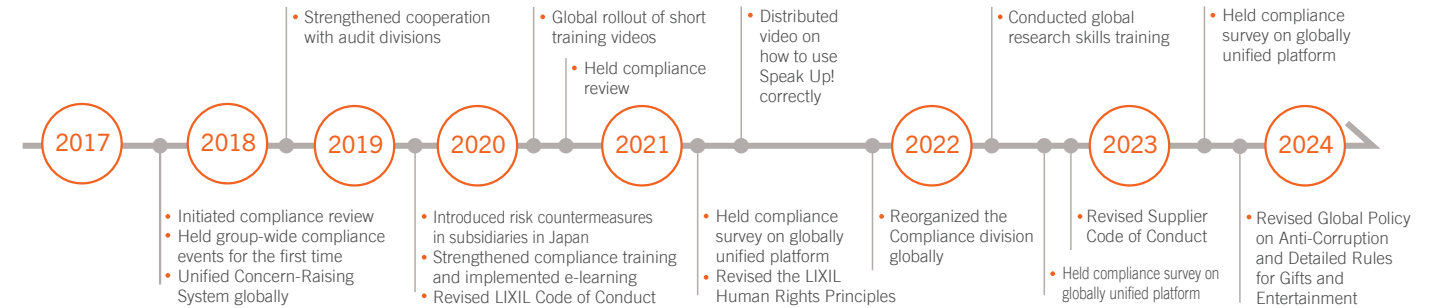 • Strengthened cooperation
with audit divisions
• Global rollout of short
training videos
• Held compliance
review
• Distributed
video on
how to use
Speak Up!
correctly
• Conducted global
research skills training
• Held compliance
survey on globally
unified platform
2017
2018
2019
2020
2021
2022
2023
2024
• Initiated compliance review
• Held group-wide compliance
events for the first time
• Unified Concern-Raising
System globally
• Introduced risk countermeasures
in subsidiaries in Japan
• Strengthened compliance training
and implemented e-learning
• Revised LIXIL Code of Conduct
• Held compliance
survey on globally
unified platform
• Revised the LIXIL
Human Rights Principles
• Reorganized the
Compliance division
globally
• Held compliance survey on
globally unified platform
• Revised Supplier
Code of Conduct
• Revised Global Policy
on Anti-Corruption
and Detailed Rules
for Gifts and
Entertainment